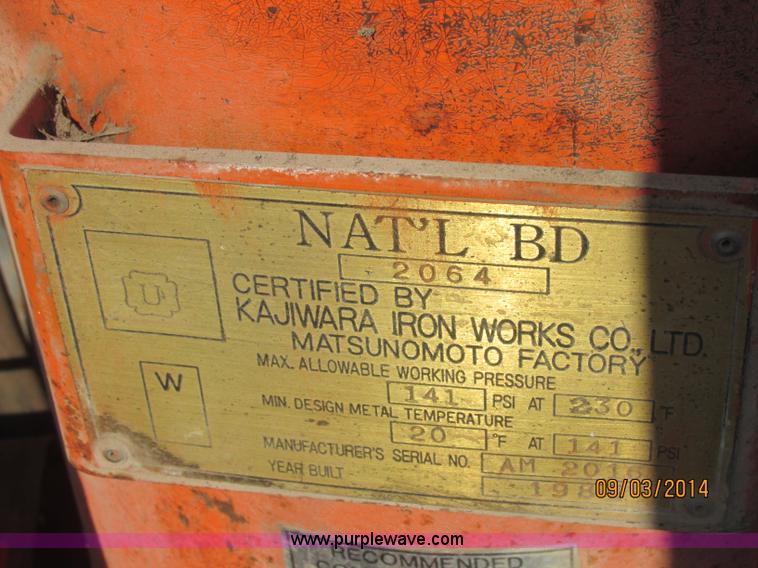 NAT'L BD
2064
U
CERTIFIED BY
KAJIWARA IRON WORKS CO., LTD.
MATSUNOMOTO FACTORY
W
MAX. ALLOWABLE WORKING PRESSURE
141 PSI AT 230 °F
MIN. DESIGN METAL TEMPERATURE
20 °F AT 141 PSI
MANUFACTURER'S SERIAL NO. AM 2016
YEAR BUILT
09/03/2014
www.purplewave.com
RECOMMENDED